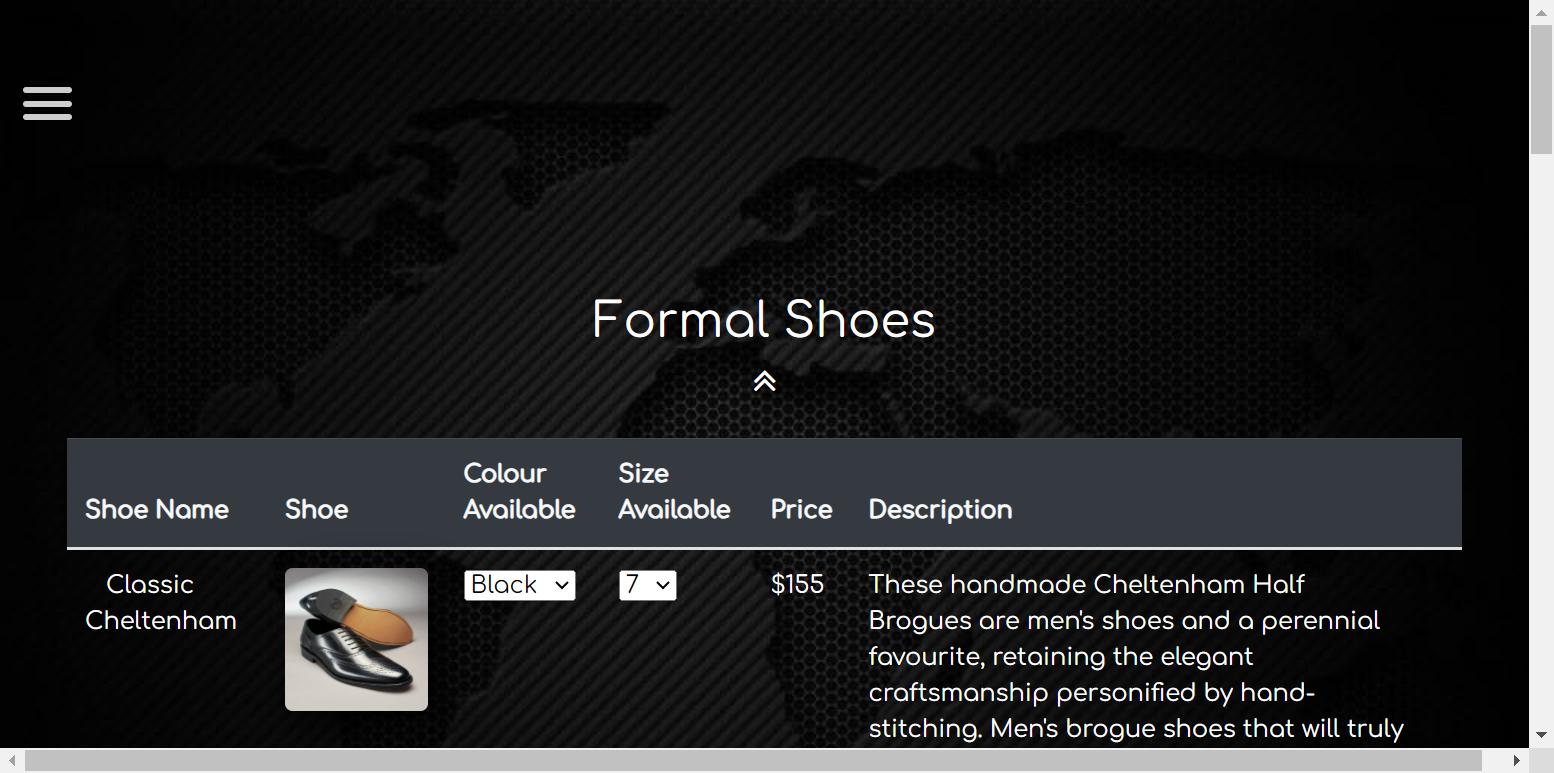 Formal Shoes
Shoe Name Shoe Colour Available Size Available Price Description
Classic Cheltenham Black 7 $155 These handmade Cheltenham Half
Brogues are men's shoes and a perennial
favourite, retaining the elegant
craftsmanship personified by hand-
stitching. Men's brogue shoes that will truly